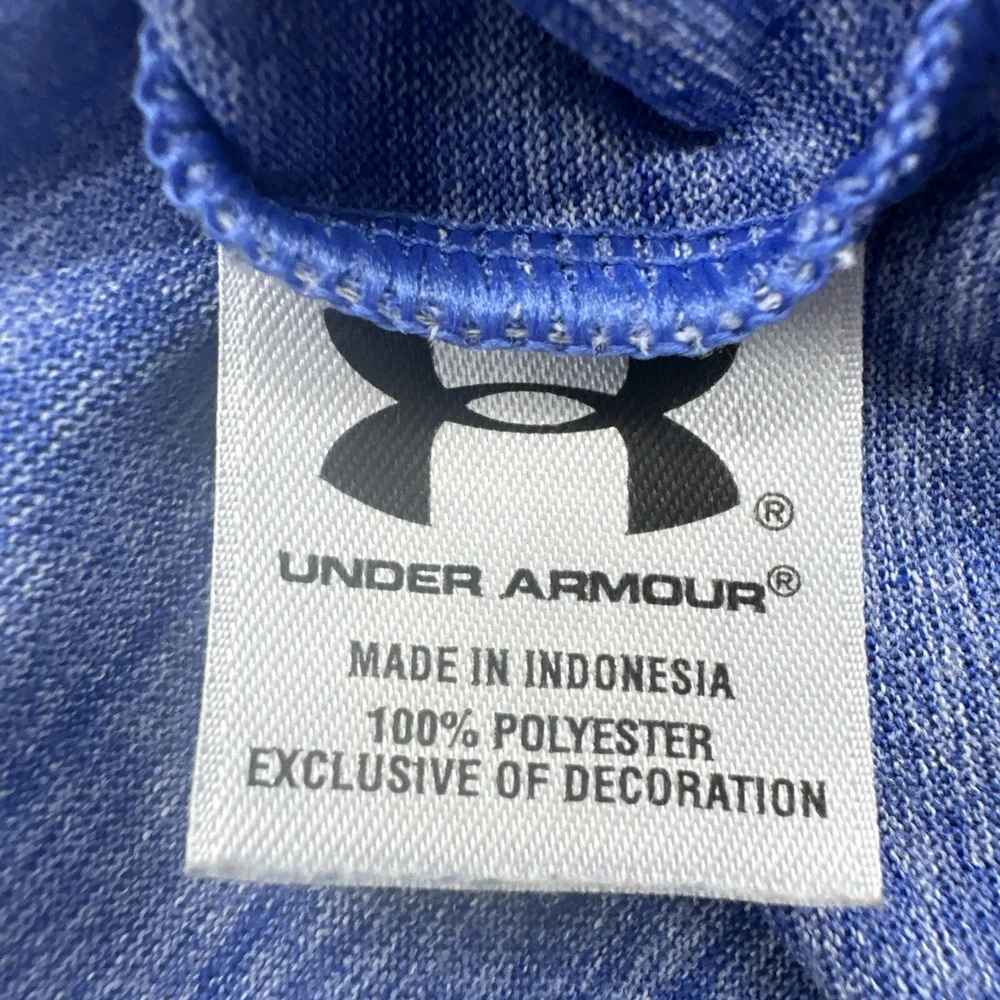 ®
UNDER ARMOUR®
MADE IN INDONESIA
100% POLYESTER
EXCLUSIVE OF DECORATION